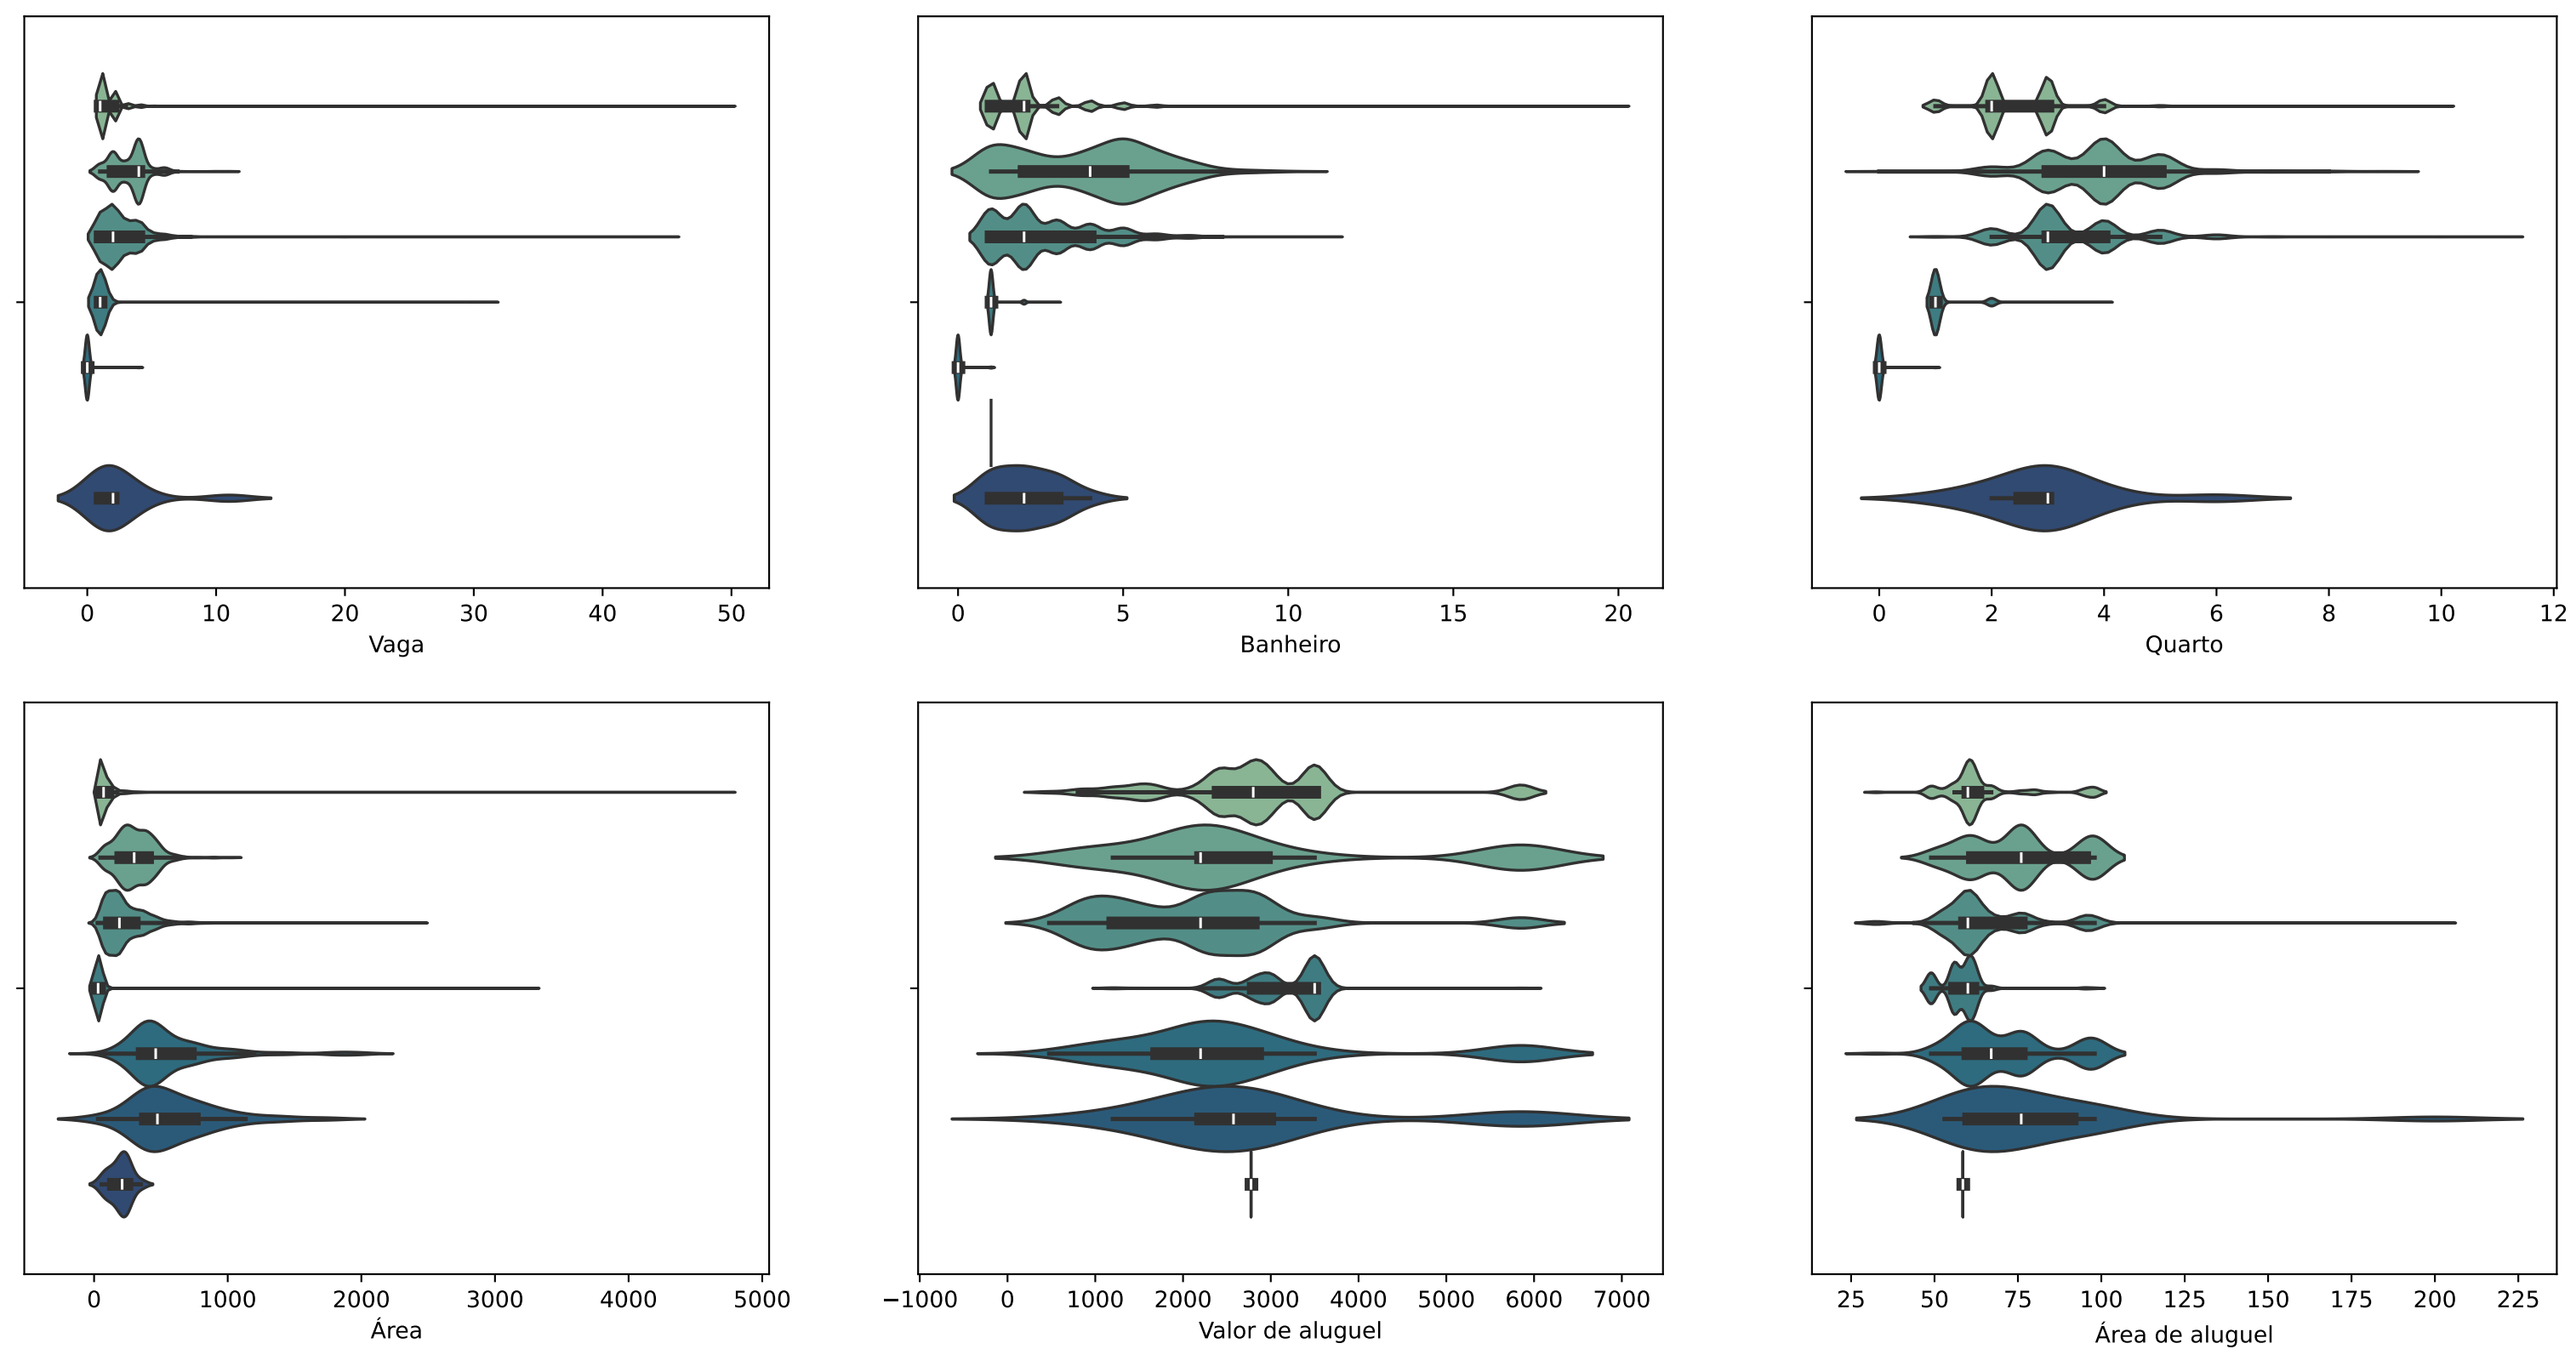 0 10 20 30 40 50
Vaga
0 5 10 15 20
Banheiro
0 2 4 6 8 10 12
Quarto
0 1000 2000 3000 4000 5000
Área
−1000 0 1000 2000 3000 4000 5000 6000 7000
Valor de aluguel
25 50 75 100 125 150 175 200 225
Área de aluguel